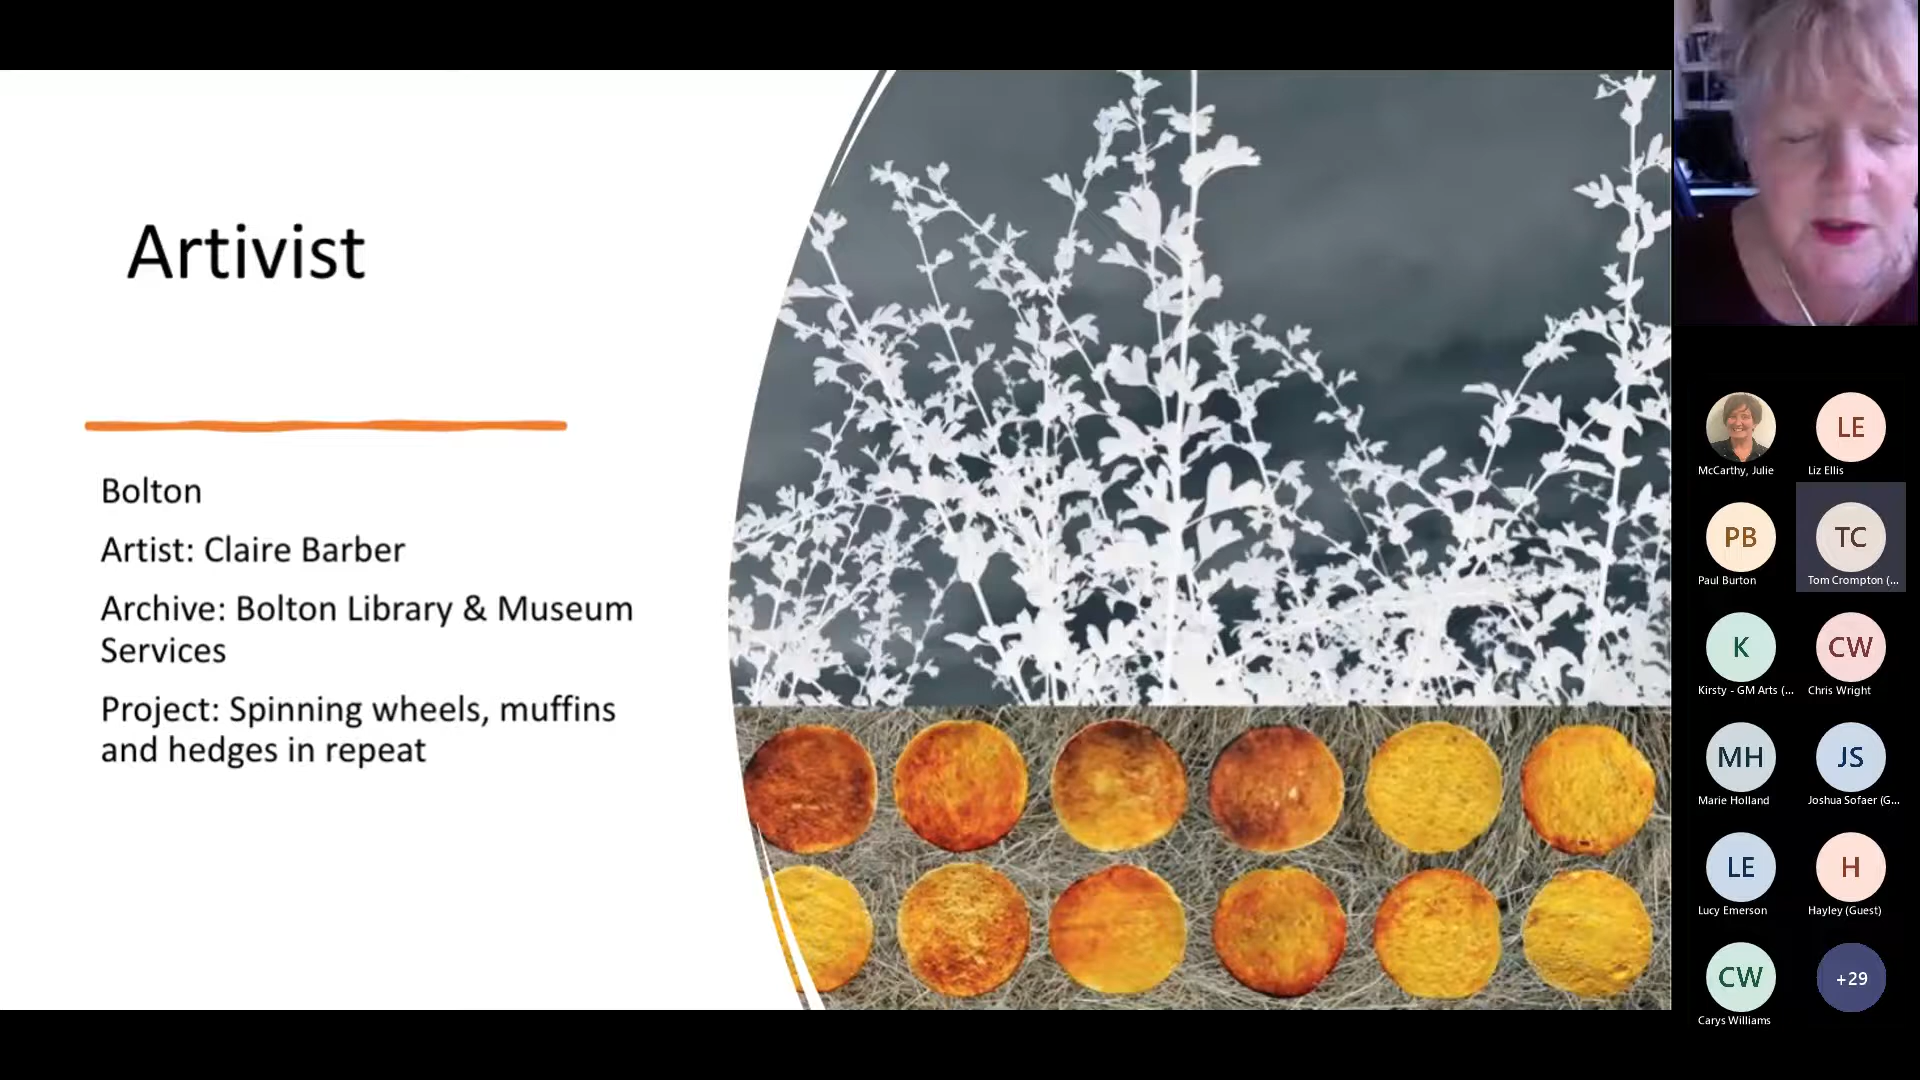 Artivist
Bolton
Artist: Claire Barber
Archive: Bolton Library & Museum
Services
Project: Spinning wheels, muffins
and hedges in repeat
McCarthy, Julie
LE
Liz Ellis
PB
Paul Burton
TC
Tom Crompton (...
K
Kirsty - GM Arts (...
CW
Chris Wright
MH
Marie Holland
JS
Joshua Sofaer (G...
LE
Lucy Emerson
H
Hayley (Guest)
CW
Carys Williams
+29